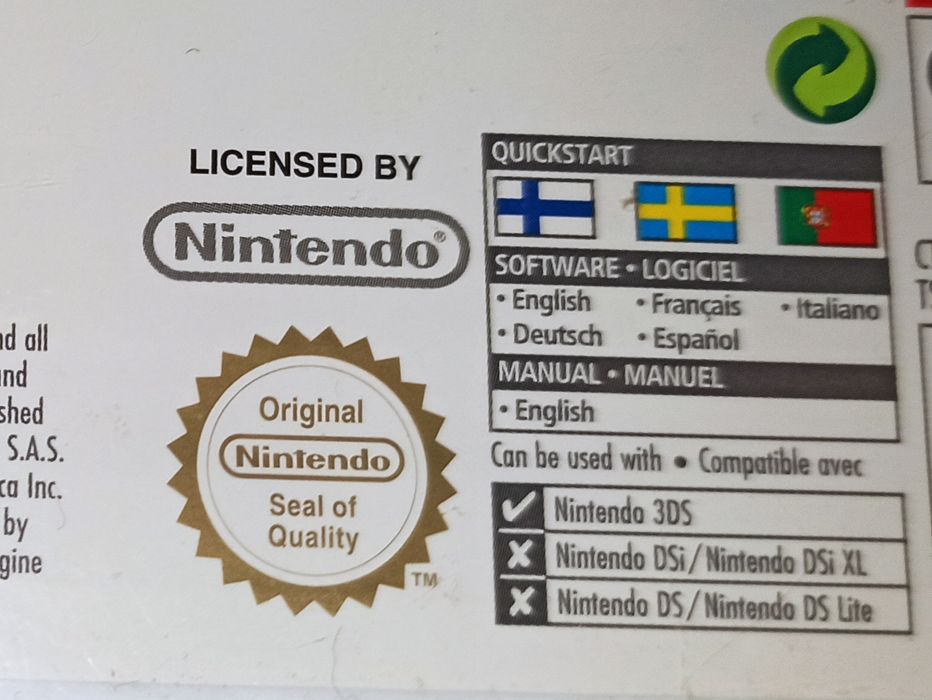 LICENSED BY
Nintendo®
Original
Nintendo
Seal of
Quality
TM
nd all
and
shed
S.A.S.
ca Inc.
by
gine
QUICKSTART
SOFTWARE • LOGICIEL
• English • Français • Italiano
• Deutsch • Español
MANUAL • MANUEL
• English
Can be used with • Compatible avec
Nintendo 3DS
Nintendo DSi / Nintendo DSi XL
Nintendo DS / Nintendo DS Lite